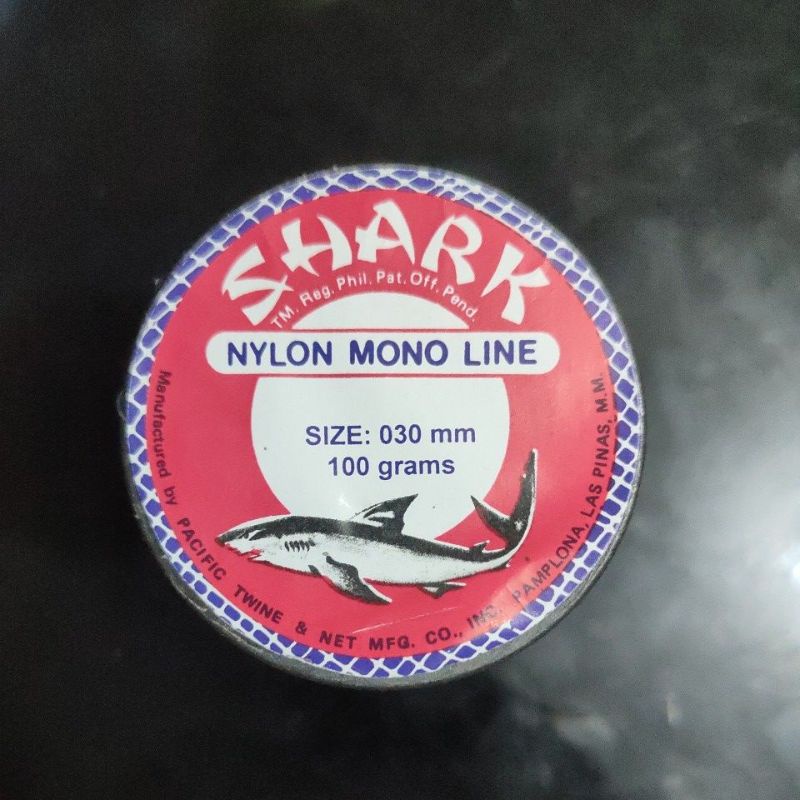 SHARK
TM. Reg. Phil. Pat. Off. Pend.
NYLON MONO LINE
SIZE: 030 mm
100 grams
Manufactured by PACIFIC TWINE & NET MFG. CO., INC. PAMPLONA, LAS PINAS, M.M.